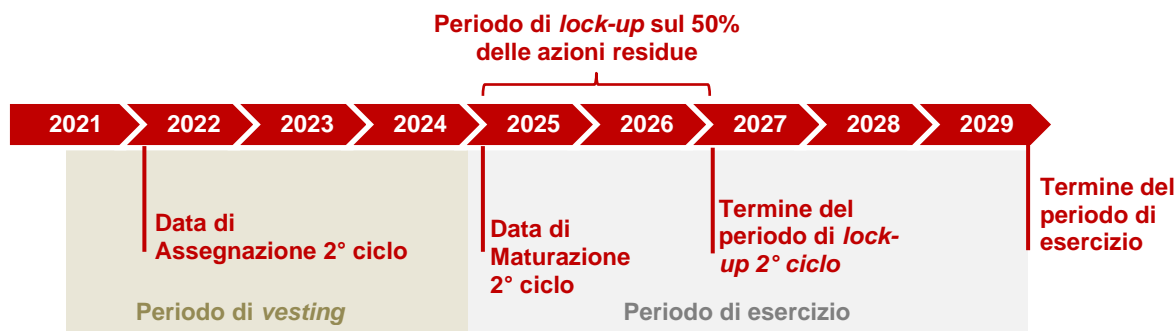 Periodo di lock-up sul 50%
delle azioni residue
2021 2022 2023 2024 2025 2026 2027 2028 2029
Data di
Assegnazione 2° ciclo
Data di
Maturazione
2° ciclo
Termine del
periodo di lock-
up 2° ciclo
Termine del
periodo di
esercizio
Periodo di vesting
Periodo di esercizio